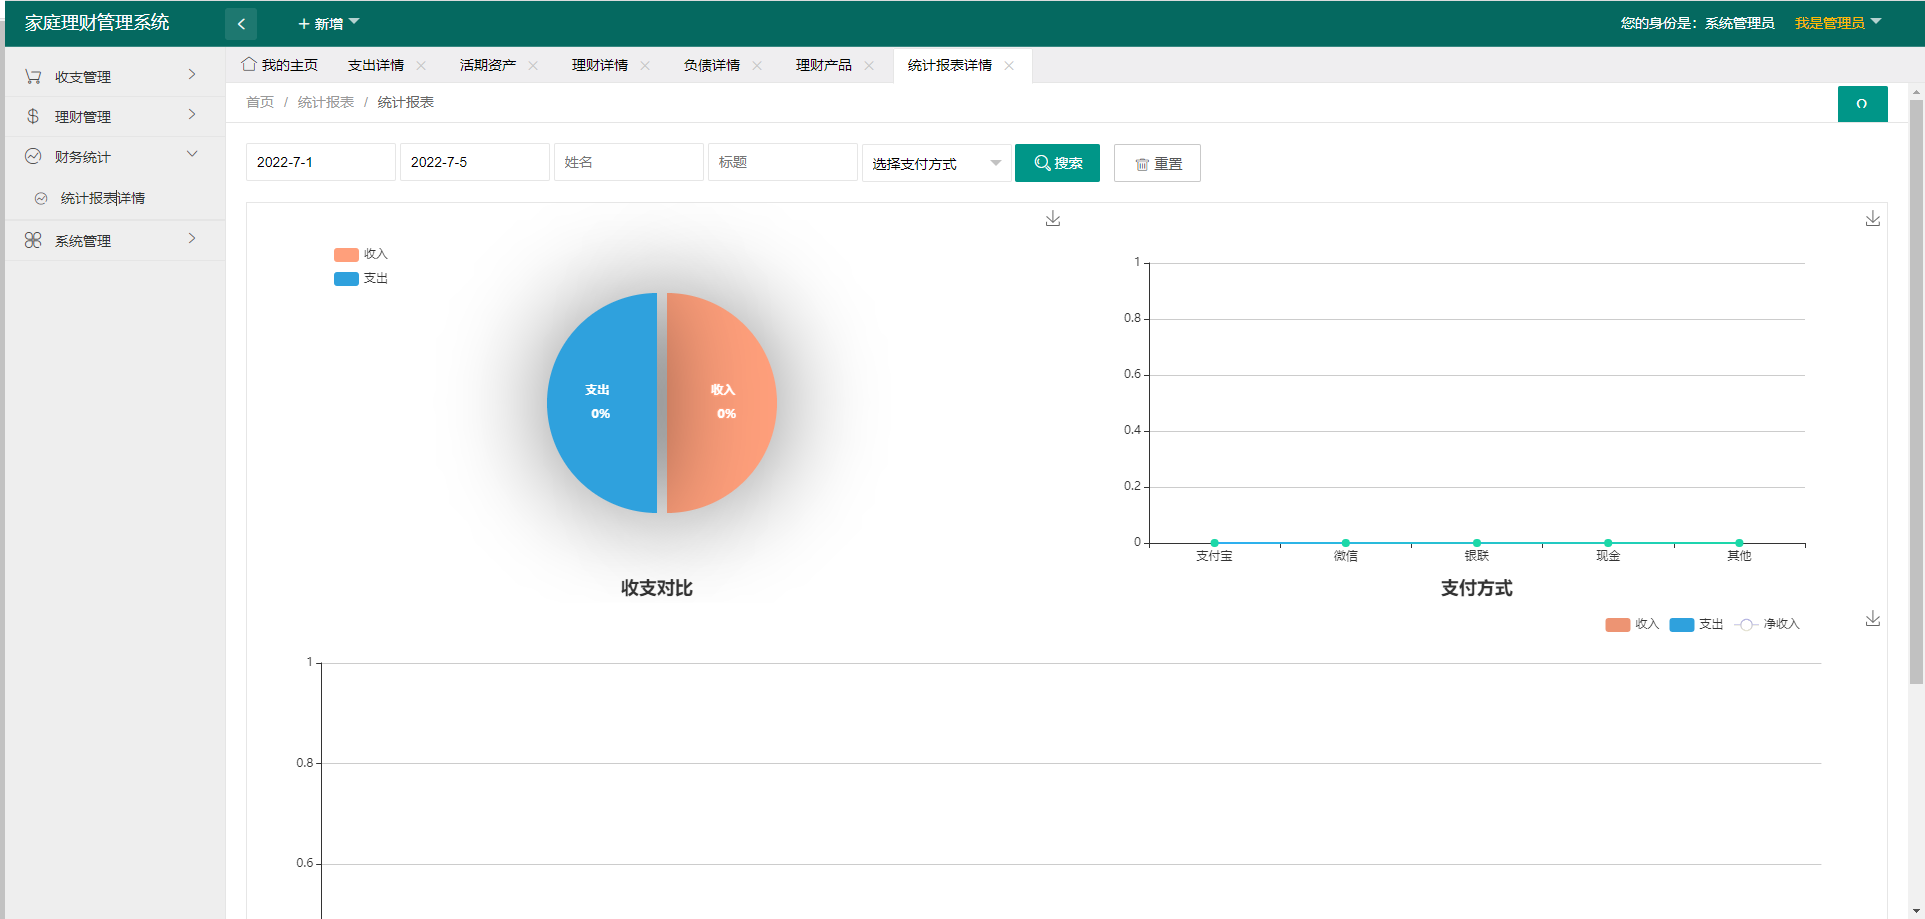 家庭理财管理系统
+ 新增
您的身份是：系统管理员 我是管理员
收支管理
理财管理
财务统计
统计报表详情
系统管理
我的主页 支出详情 活期资产 理财详情 负债详情 理财产品 统计报表详情
首页 / 统计报表 / 统计报表
2022-7-1 2022-7-5 姓名 标题 选择支付方式 搜索 重置
收入
支出
支出
0%
收入
0%
收支对比
1
0.8
0.6
0.4
0.2
0
支付宝 微信 银联 现金 其他
支付方式
收入 支出 净收入
1
0.8
0.6